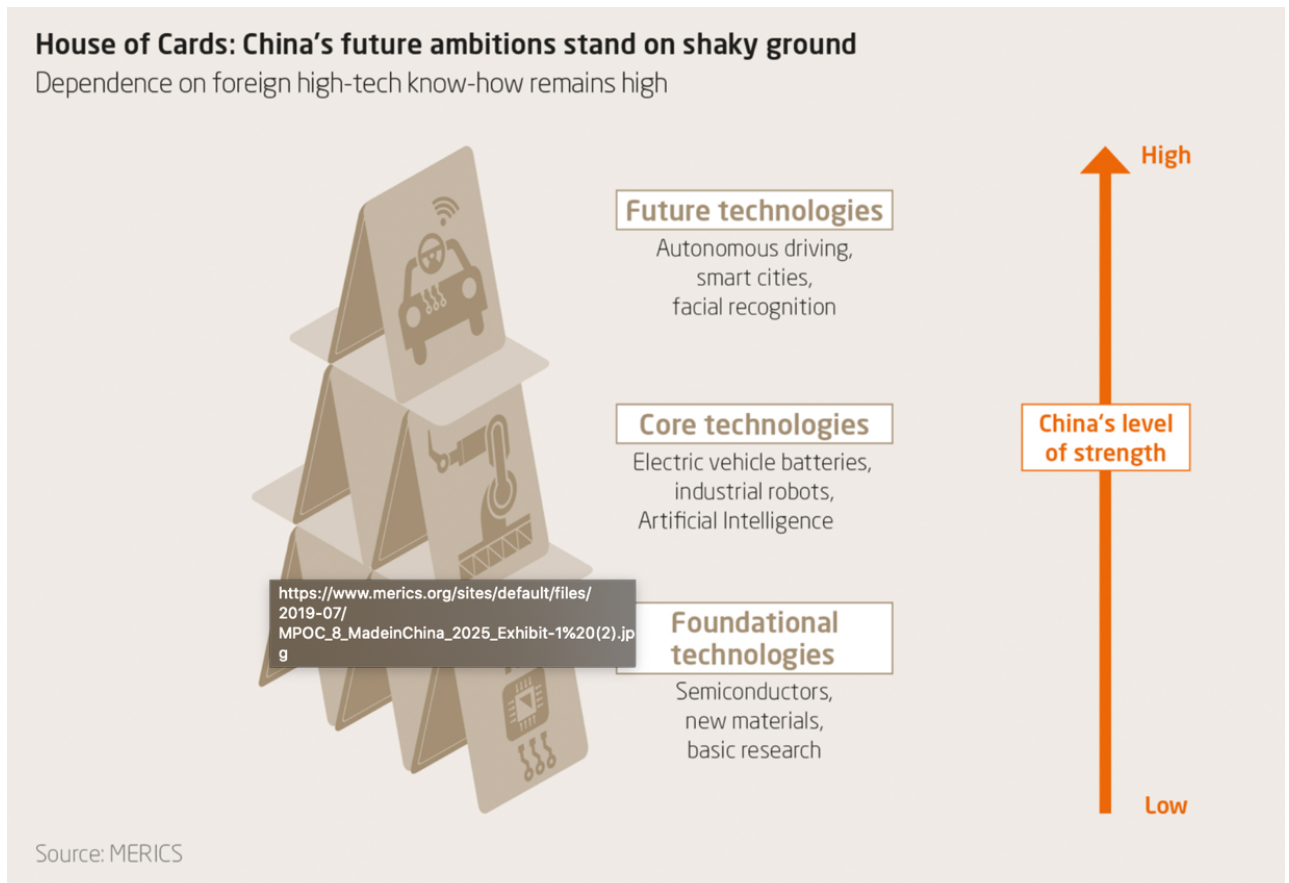 House of Cards: China's future ambitions stand on shaky ground
Dependence on foreign high-tech know-how remains high
High
Future technologies
Autonomous driving,
smart cities,
facial recognition
Core technologies
Electric vehicle batteries,
industrial robots,
Artificial Intelligence
China's level
of strength
https://www.merics.org/sites/default/files/
2019-07/
MPOC_8_MadeinChina_2025_Exhibit-1%20(2).jp
g
Foundational
technologies
Semiconductors,
new materials,
basic research
Low
Source: MERICS